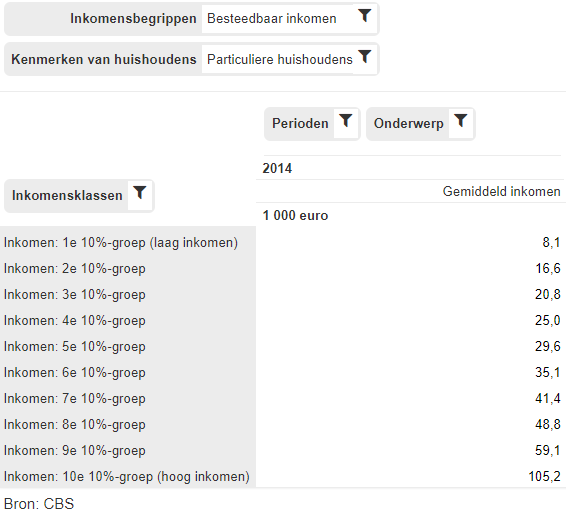 Inkomensbegrippen Besteedbaar inkomen
Kenmerken van huishoudens Particuliere huishoudens
Perioden Onderwerp
2014
Inkomensklassen Gemiddeld inkomen
1 000 euro
Inkomen: 1e 10%-groep (laag inkomen) 8,1
Inkomen: 2e 10%-groep 16,6
Inkomen: 3e 10%-groep 20,8
Inkomen: 4e 10%-groep 25,0
Inkomen: 5e 10%-groep 29,6
Inkomen: 6e 10%-groep 35,1
Inkomen: 7e 10%-groep 41,4
Inkomen: 8e 10%-groep 48,8
Inkomen: 9e 10%-groep 59,1
Inkomen: 10e 10%-groep (hoog inkomen) 105,2
Bron: CBS